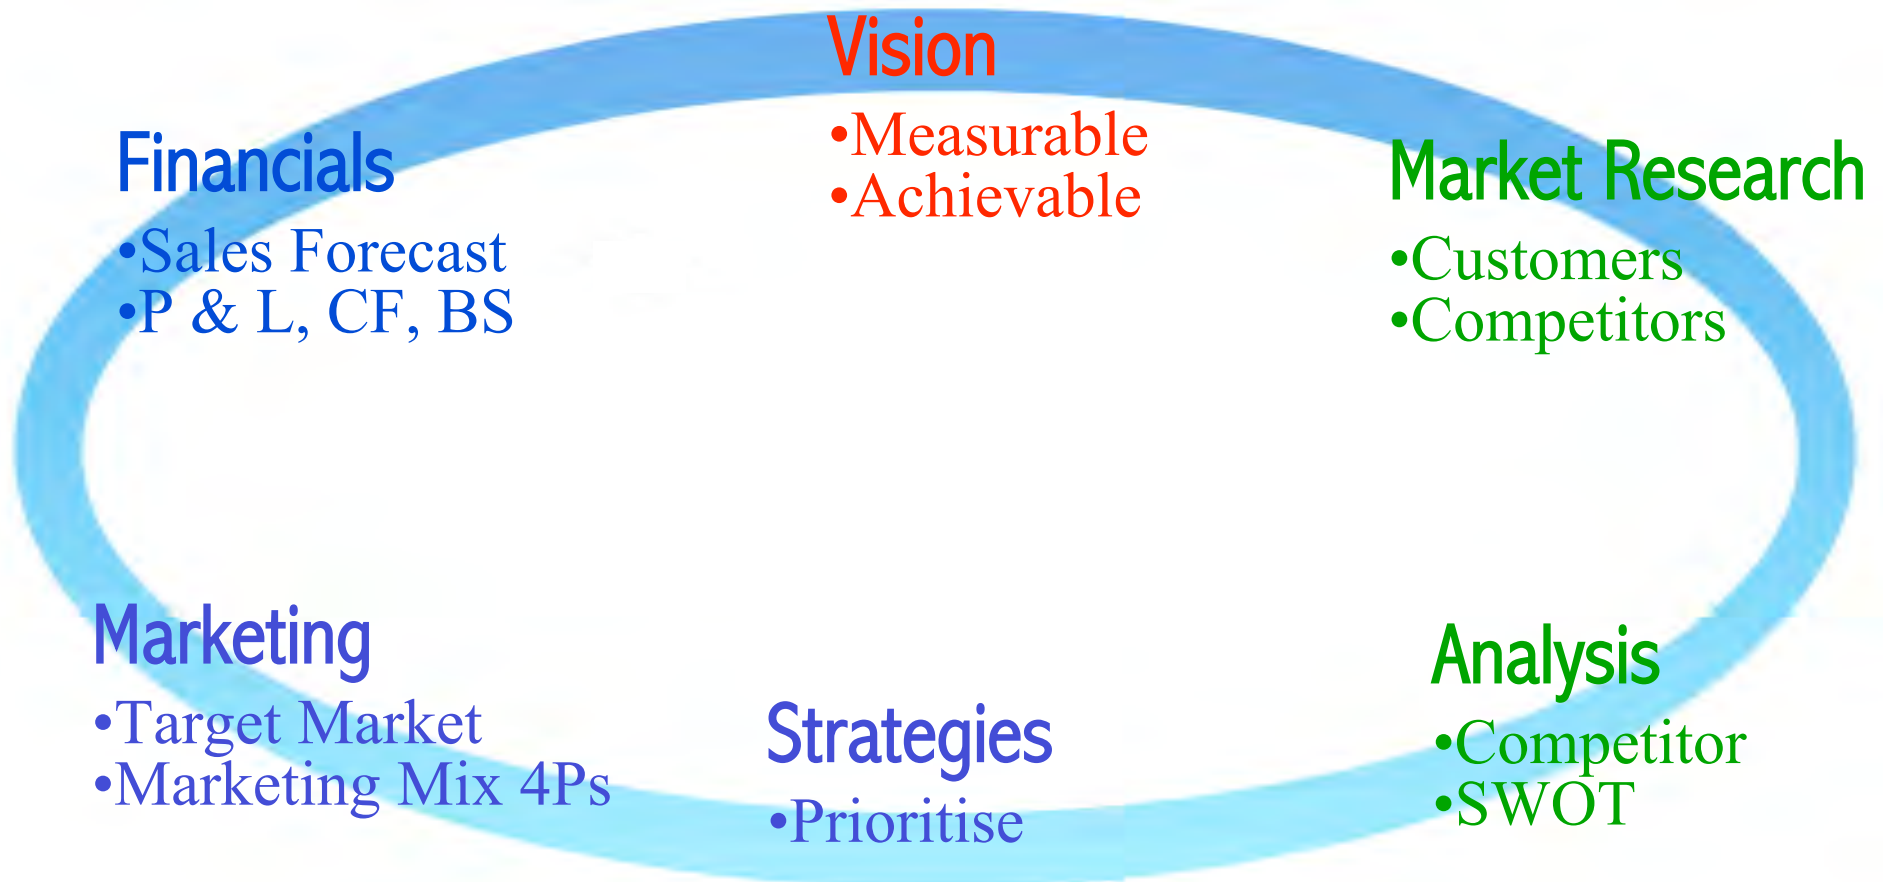 Vision
•Measurable
•Achievable
Market Research
•Customers
•Competitors
Analysis
•Competitor
•SWOT
Strategies
•Prioritise
Marketing
•Target Market
•Marketing Mix 4Ps
Financials
•Sales Forecast
•P & L, CF, BS